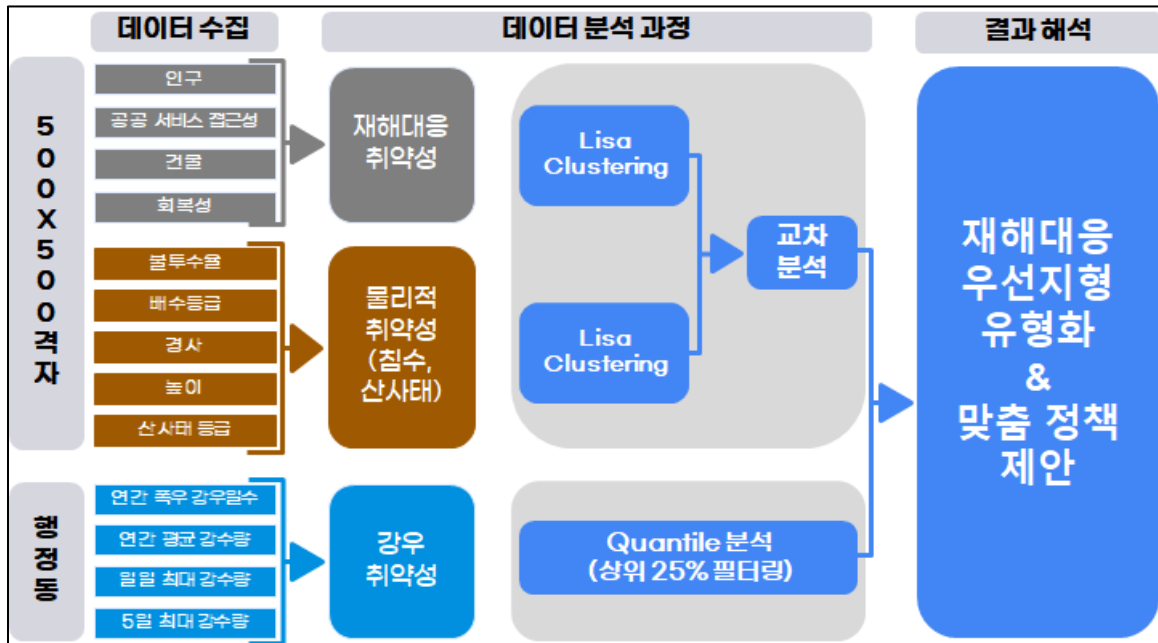 데이터 수집
데이터 분석 과정
결과 해석
500X500격자
인구
공공 서비스 접근성
건물
회복성
재해대응
취약성
불투수율
배수등급
경사
높이
산사태 등급
물리적
취약성
(침수,
산사태)
Lisa
Clustering
Lisa
Clustering
교차
분석
행정동
연간 폭우 강우일수
연간 평균 강수량
일일 최대 강수량
5일 최대 강수량
강우
취약성
Quantile 분석
(상위 25% 필터링)
재해대응
우선지형
유형화
&
맞춤 정책
제안